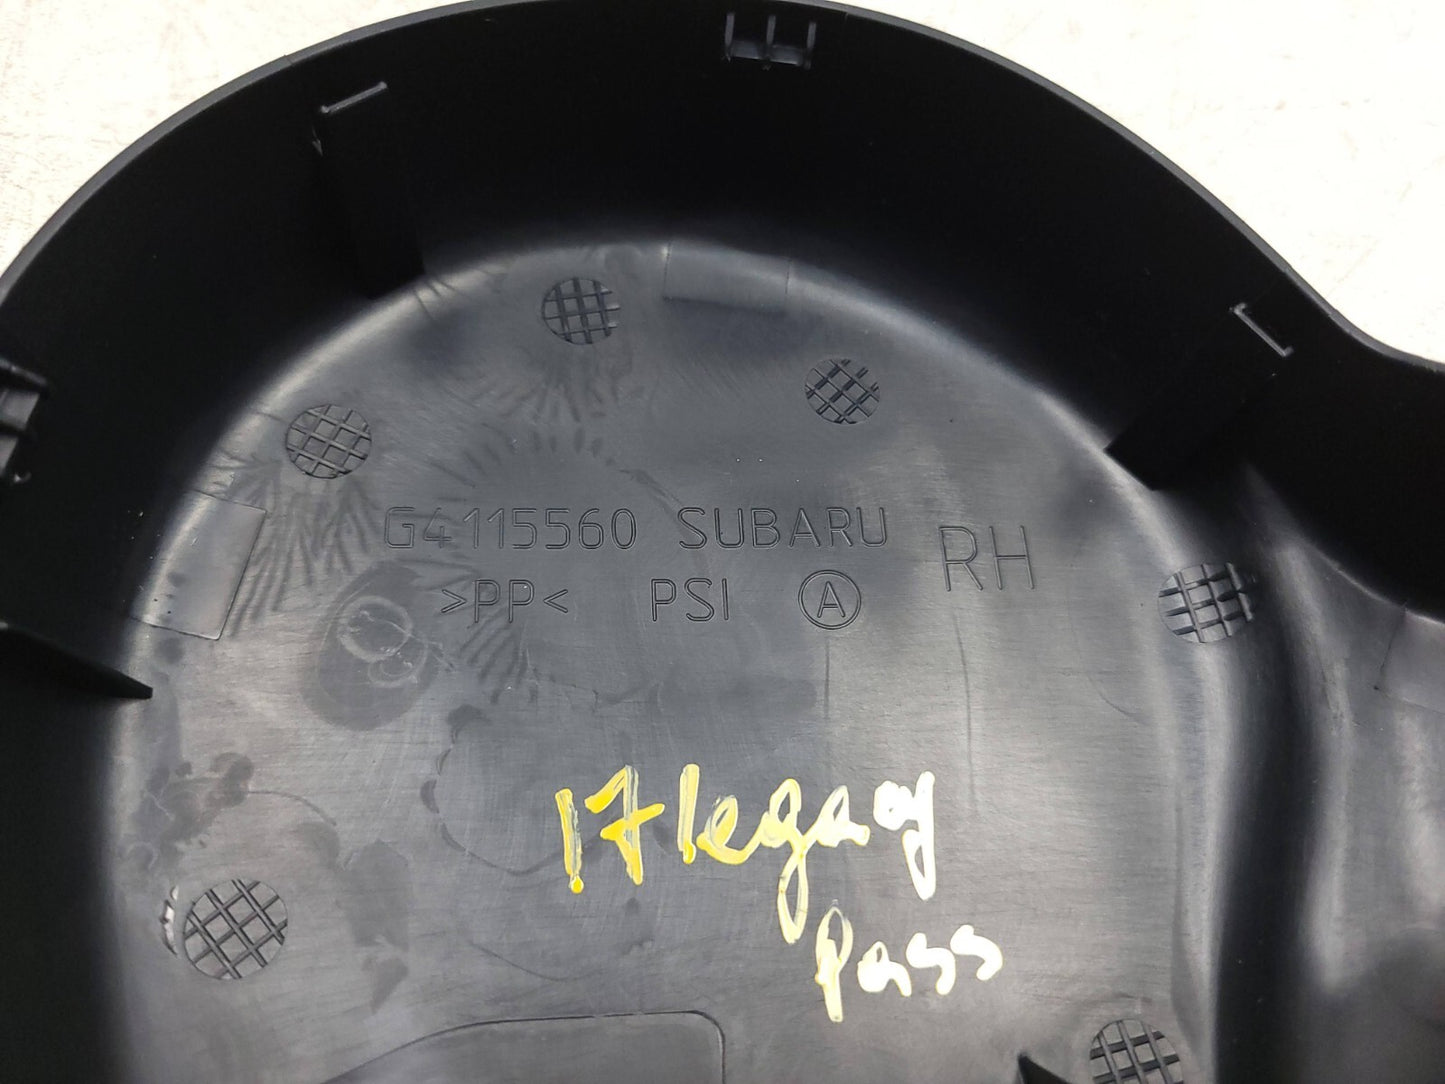 G4115560 SUBARU RH
>PP< PSI A
17 legacy
Pass